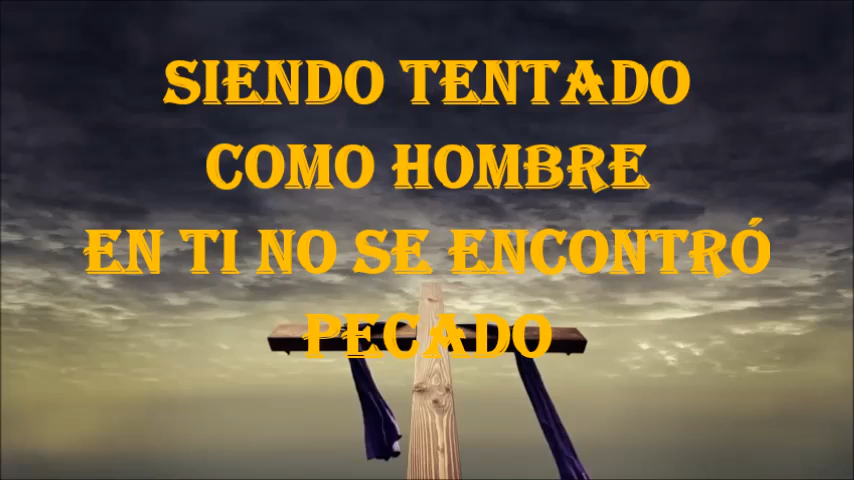 SIENDO TENTADO
COMO HOMBRE
EN TI NO SE ENCONTRÓ
PECADO